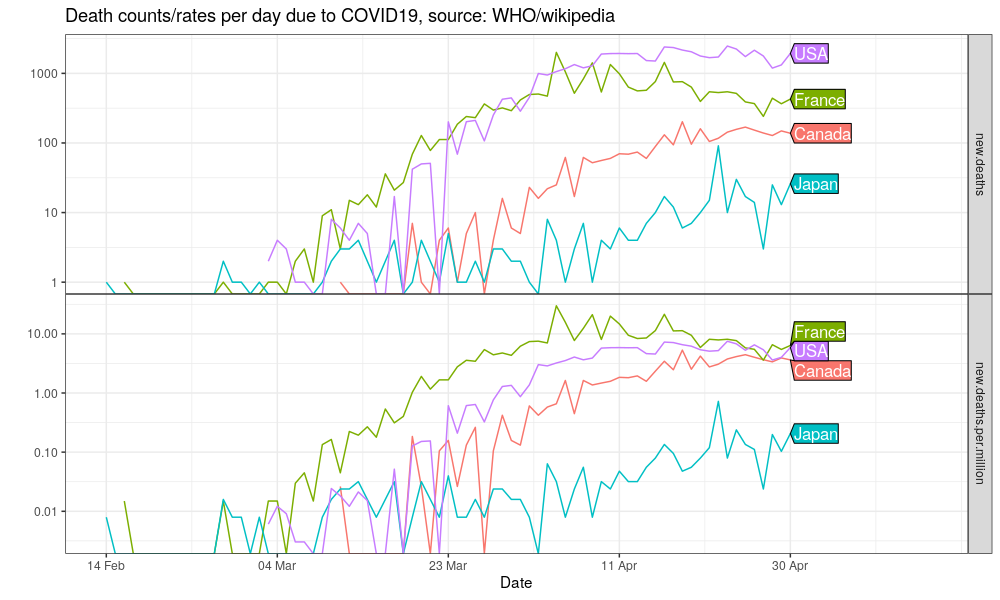 Death counts/rates per day due to COVID19, source: WHO/wikipedia
1000
100
10
1
USA
France
Canada
Japan
new.deaths
10.00
1.00
0.10
0.01
France
USA
Canada
Japan
new.deaths.per.million
14 Feb
04 Mar
23 Mar
11 Apr
30 Apr
Date